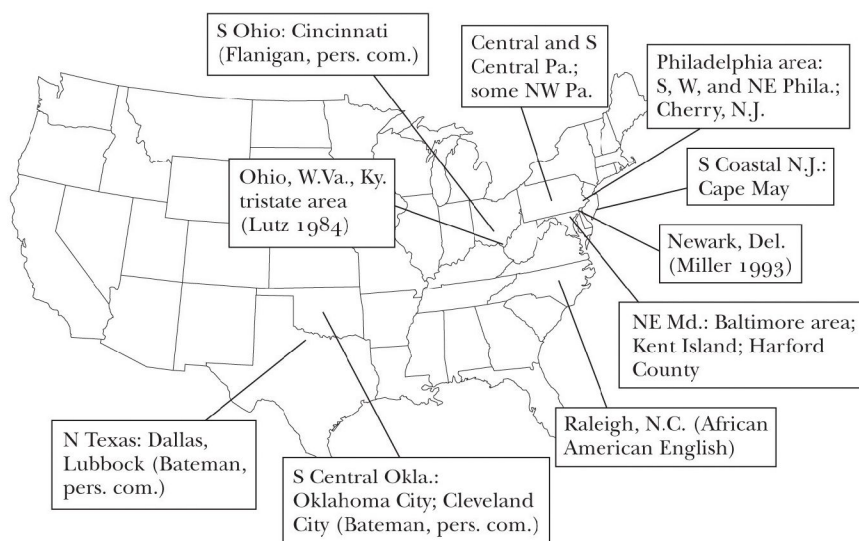 S Ohio: Cincinnati
(Flanigan, pers. com.)
Central and S
Central Pa.;
some NW Pa.
Philadelphia area:
S, W, and NE Phila.;
Cherry, N.J.
Ohio, W.Va., Ky.
tristate area
(Lutz 1984)
S Coastal N.J.:
Cape May
Newark, Del.
(Miller 1993)
NE Md.: Baltimore area;
Kent Island; Harford
County
Raleigh, N.C. (African
American English)
N Texas: Dallas,
Lubbock (Bateman,
pers. com.)
S Central Okla.:
Oklahoma City; Cleveland
City (Bateman, pers. com.)